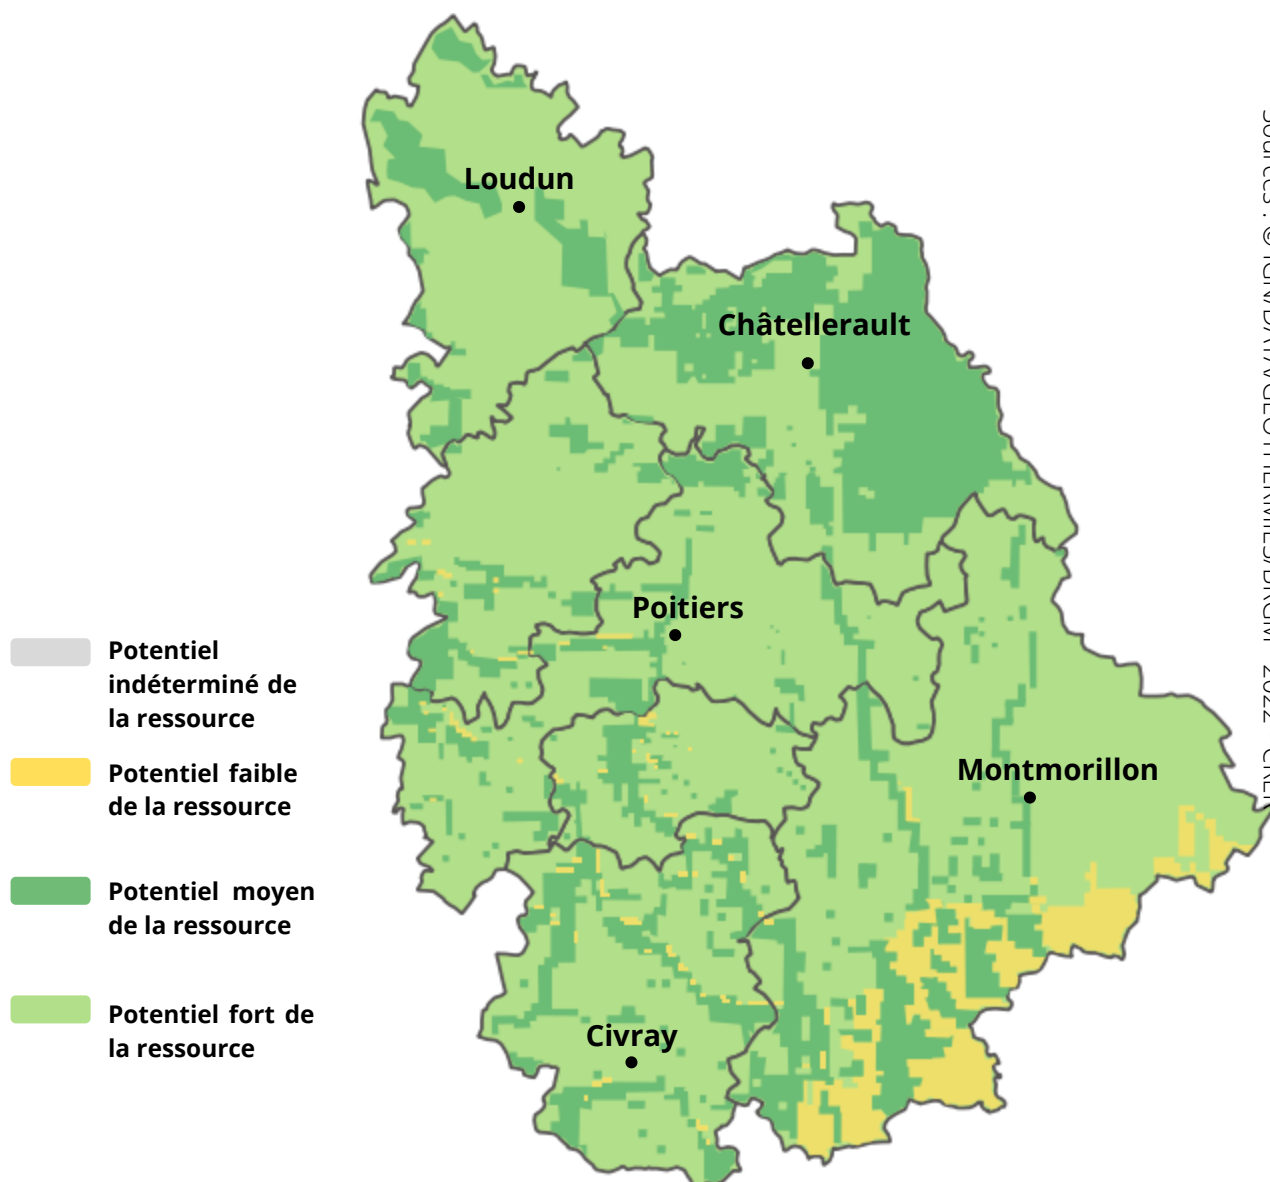 Loudun
Châtellerault
Poitiers
Montmorillon
Civray
Potentiel
indéterminé de
la ressource
Potentiel faible
de la ressource
Potentiel moyen
de la ressource
Potentiel fort de
la ressource
2022